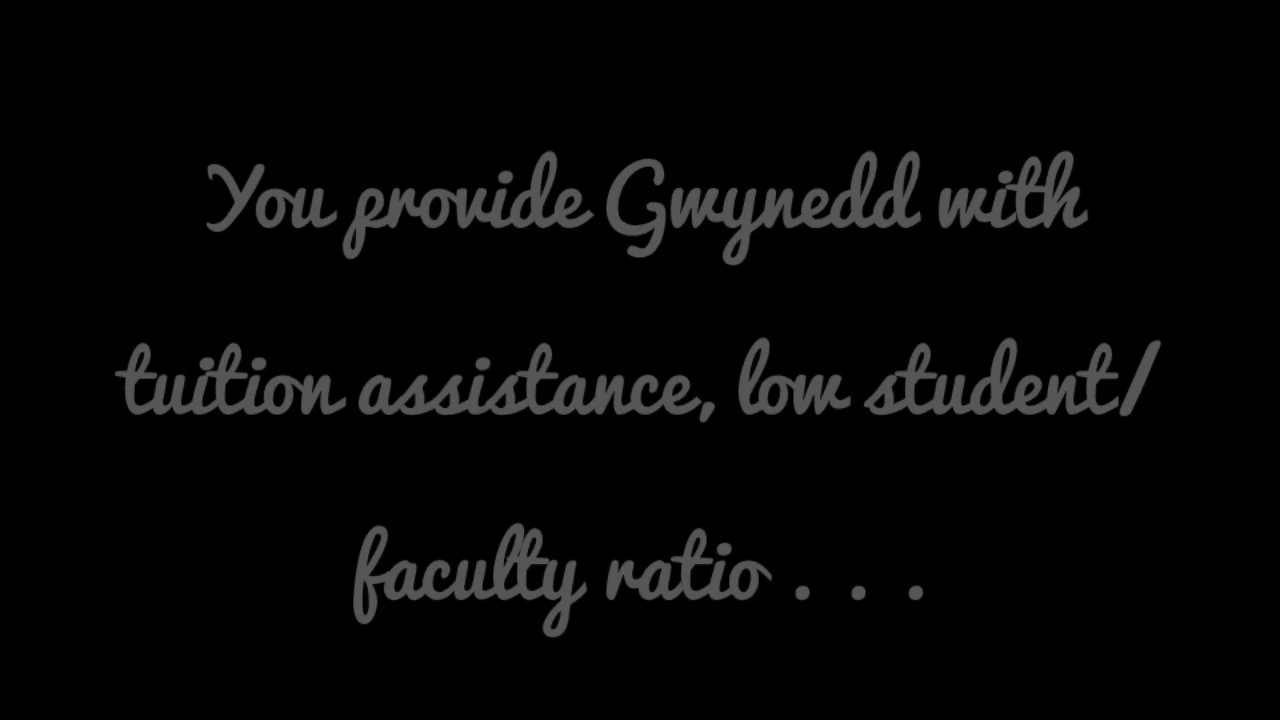 You provide Gwynedd with
tuition assistance, low student/
faculty ratio . . .